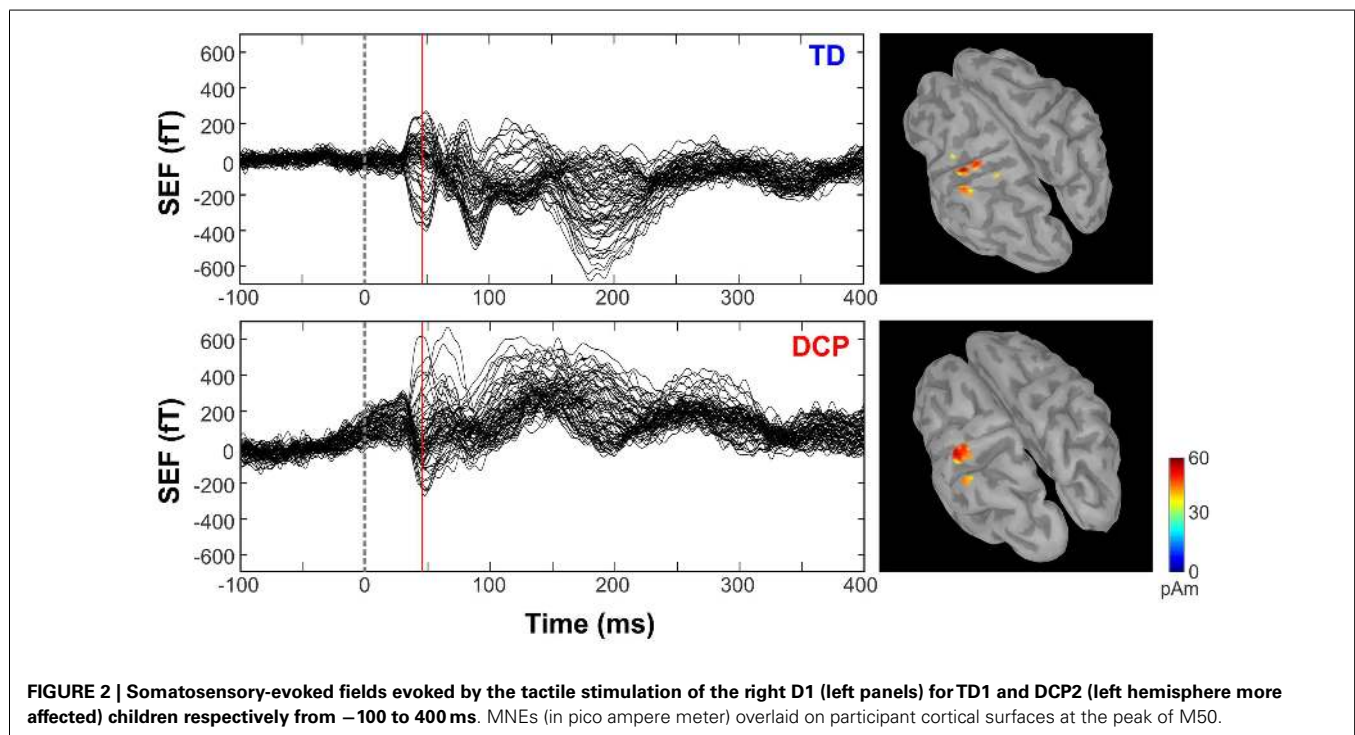 TD
SEF (fT)
600
400
200
0
-200
-400
-600
-100 0 100 200 300 400
DCP
SEF (fT)
600
400
200
0
-200
-400
-600
-100 0 100 200 300 400
Time (ms)
60
30
0
pAm
FIGURE 2 | Somatosensory-evoked fields evoked by the tactile stimulation of the right D1 (left panels) for TD1 and DCP2 (left hemisphere more
affected) children respectively from −100 to 400 ms. MNEs (in pico ampere meter) overlaid on participant cortical surfaces at the peak of M50.